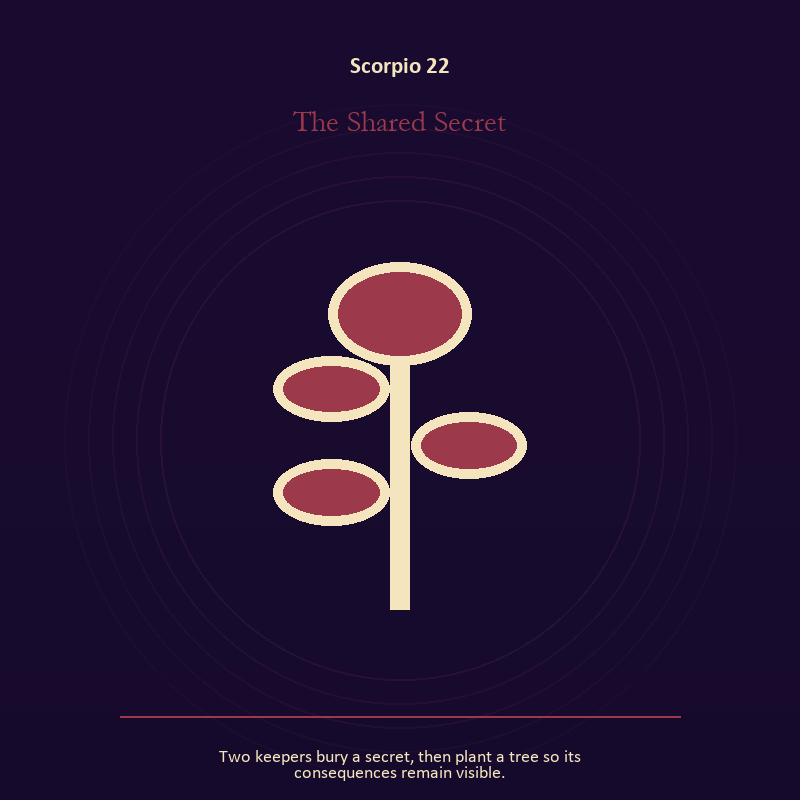 Scorpio 22
The Shared Secret
Two keepers bury a secret, then plant a tree so its
consequences remain visible.